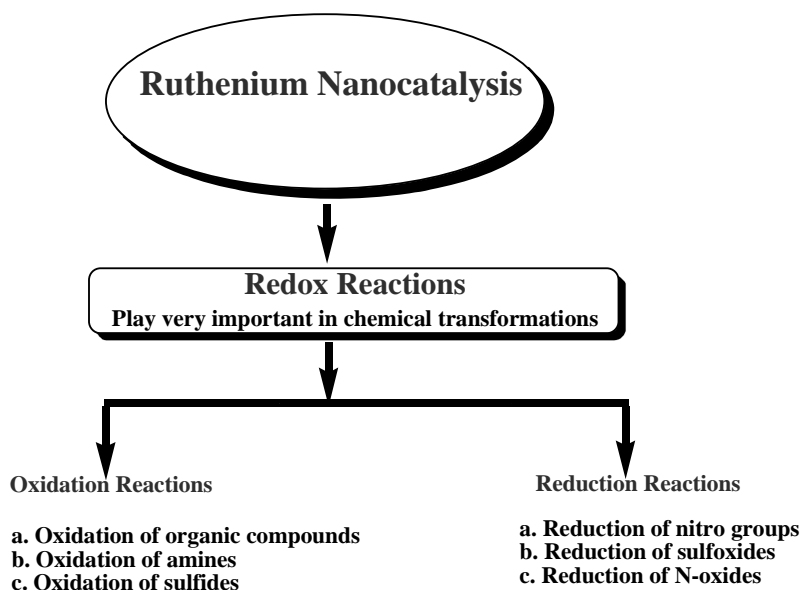 Ruthenium Nanocatalysis
Redox Reactions
Play very important in chemical transformations
Oxidation Reactions
a. Oxidation of organic compounds
b. Oxidation of amines
c. Oxidation of sulfides
Reduction Reactions
a. Reduction of nitro groups
b. Reduction of sulfoxides
c. Reduction of N-oxides